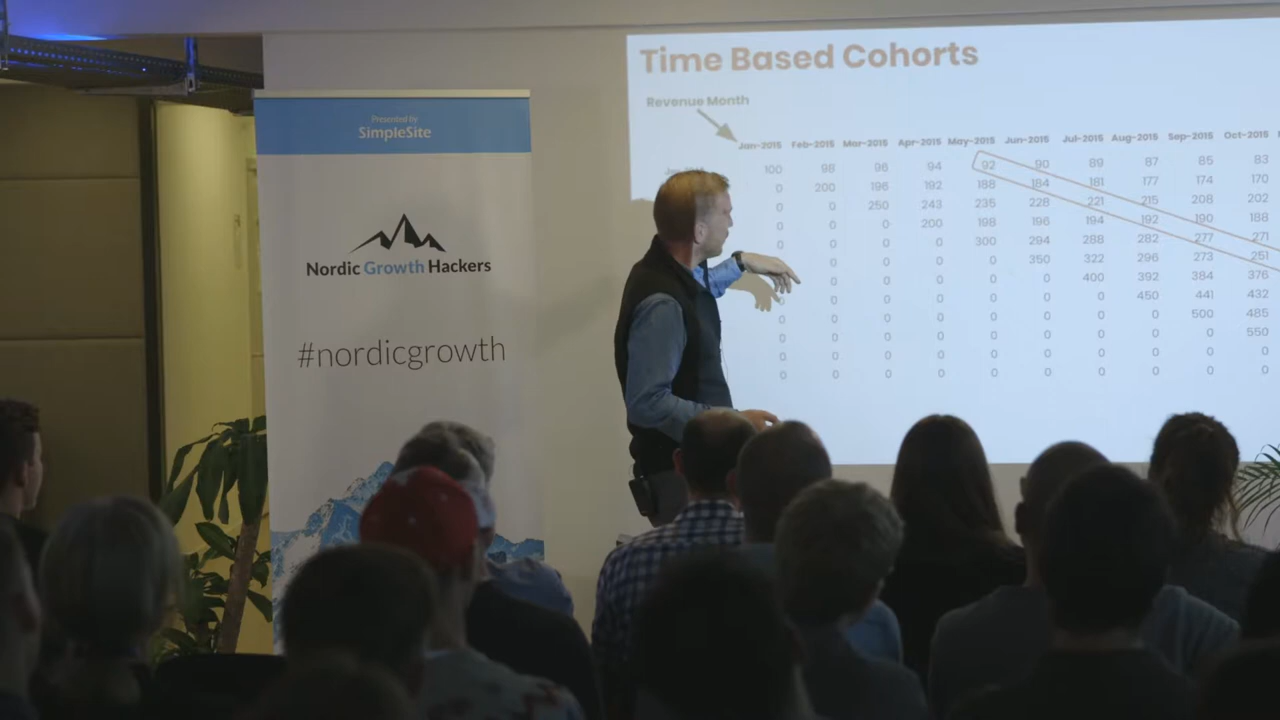 Presented by
SimpleSite
Nordic Growth Hackers
#nordicgrowth
Time Based Cohorts
Revenue Month
Jan-2015 Feb-2015 Mar-2015 Apr-2015 May-2015 Jun-2015 Jul-2015 Aug-2015 Sep-2015 Oct-2015
100 98 96 94 92 90 89 87 85 83
0 200 196 192 188 184 181 177 174 170
0 0 250 243 235 228 221 215 208 202
0 0 0 200 198 196 194 192 190 188
0 0 0 0 300 294 288 282 277 271
0 0 0 0 0 350 322 296 273 251
0 0 0 0 0 0 400 392 384 376
0 0 0 0 0 0 0 450 441 432
0 0 0 0 0 0 0 0 500 485
0 0 0 0 0 0 0 0 0 550
0 0 0 0 0 0 0 0 0 0
0 0 0 0 0 0 0 0 0 0